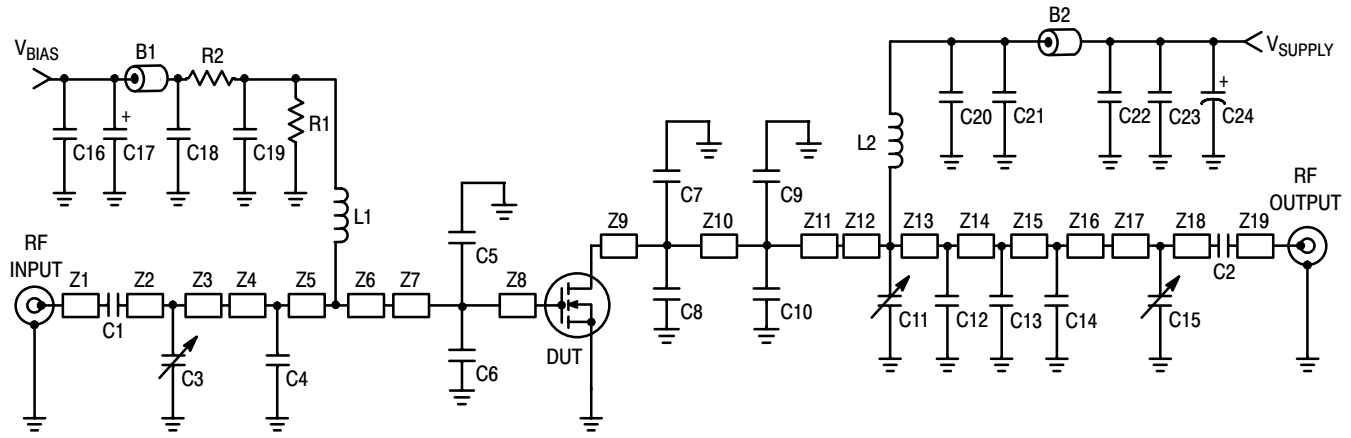 V_BIAS
B1
R2
C16
+
C17
C18
C19
R1
L1
RF
INPUT
Z1
C1
Z2
C3
Z3
Z4
C4
Z5
Z6
Z7
C5
C6
Z8
DUT
Z9
C7
C8
Z10
C9
C10
Z11
Z12
L2
C20
C21
B2
C22
C23
+
C24
V_SUPPLY
C11
Z13
C12
Z14
C13
Z15
C14
Z16
Z17
C15
Z18
C2
Z19
RF
OUTPUT